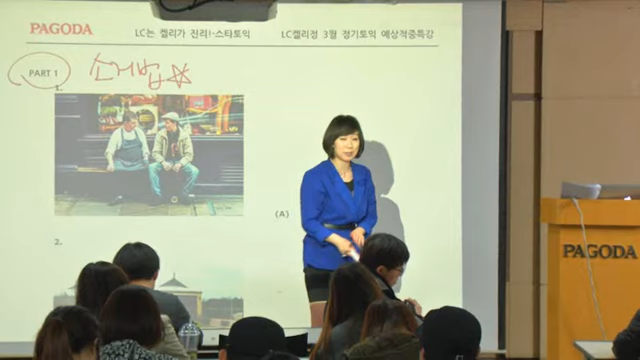 PAGODA
LC는 켈리가 진리!-스타토익
LC켈리정 3월 정기토익 예상적중특강
PART 1
소거법☆
1.
(A)
2.
PAGODA